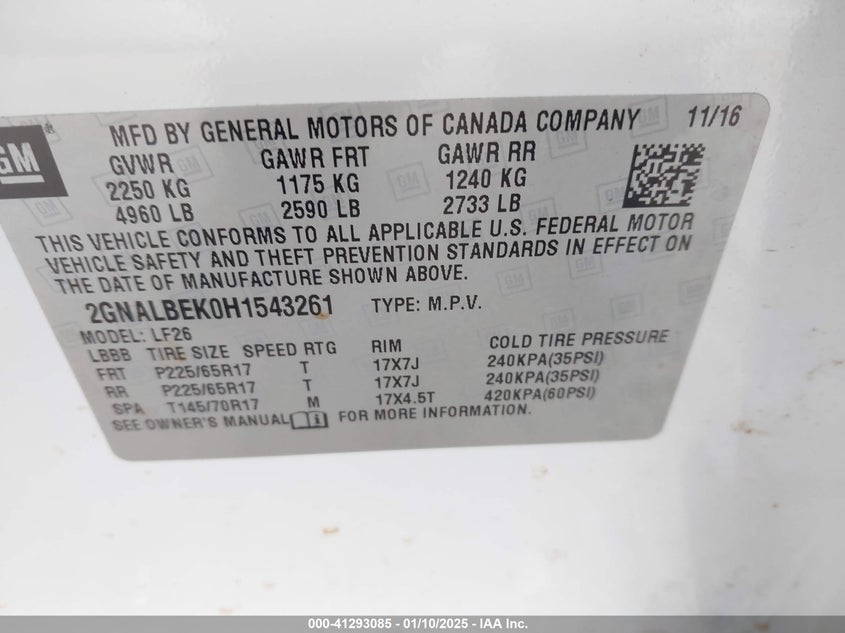 GM
MFD BY GENERAL MOTORS OF CANADA COMPANY 11/16
GVWR GAWR FRT GAWR RR
2250 KG 1175 KG 1240 KG
4960 LB 2590 LB 2733 LB
THIS VEHICLE CONFORMS TO ALL APPLICABLE U.S. FEDERAL MOTOR
VEHICLE SAFETY AND THEFT PREVENTION STANDARDS IN EFFECT ON
THE DATE OF MANUFACTURE SHOWN ABOVE.
2GNALBEK0H1543261 TYPE: M.P.V.
MODEL: LF26
LBBB TIRE SIZE SPEED RTG RIM COLD TIRE PRESSURE
FRT P225/65R17 T 17X7J 240KPA(35PSI)
RR P225/65R17 T 17X7J 240KPA(35PSI)
SPA T145/70R17 M 17X4.5T 420KPA(60PSI)
SEE OWNER'S MANUAL FOR MORE INFORMATION.
000-41293085 - 01/10/2025 - IAA Inc.